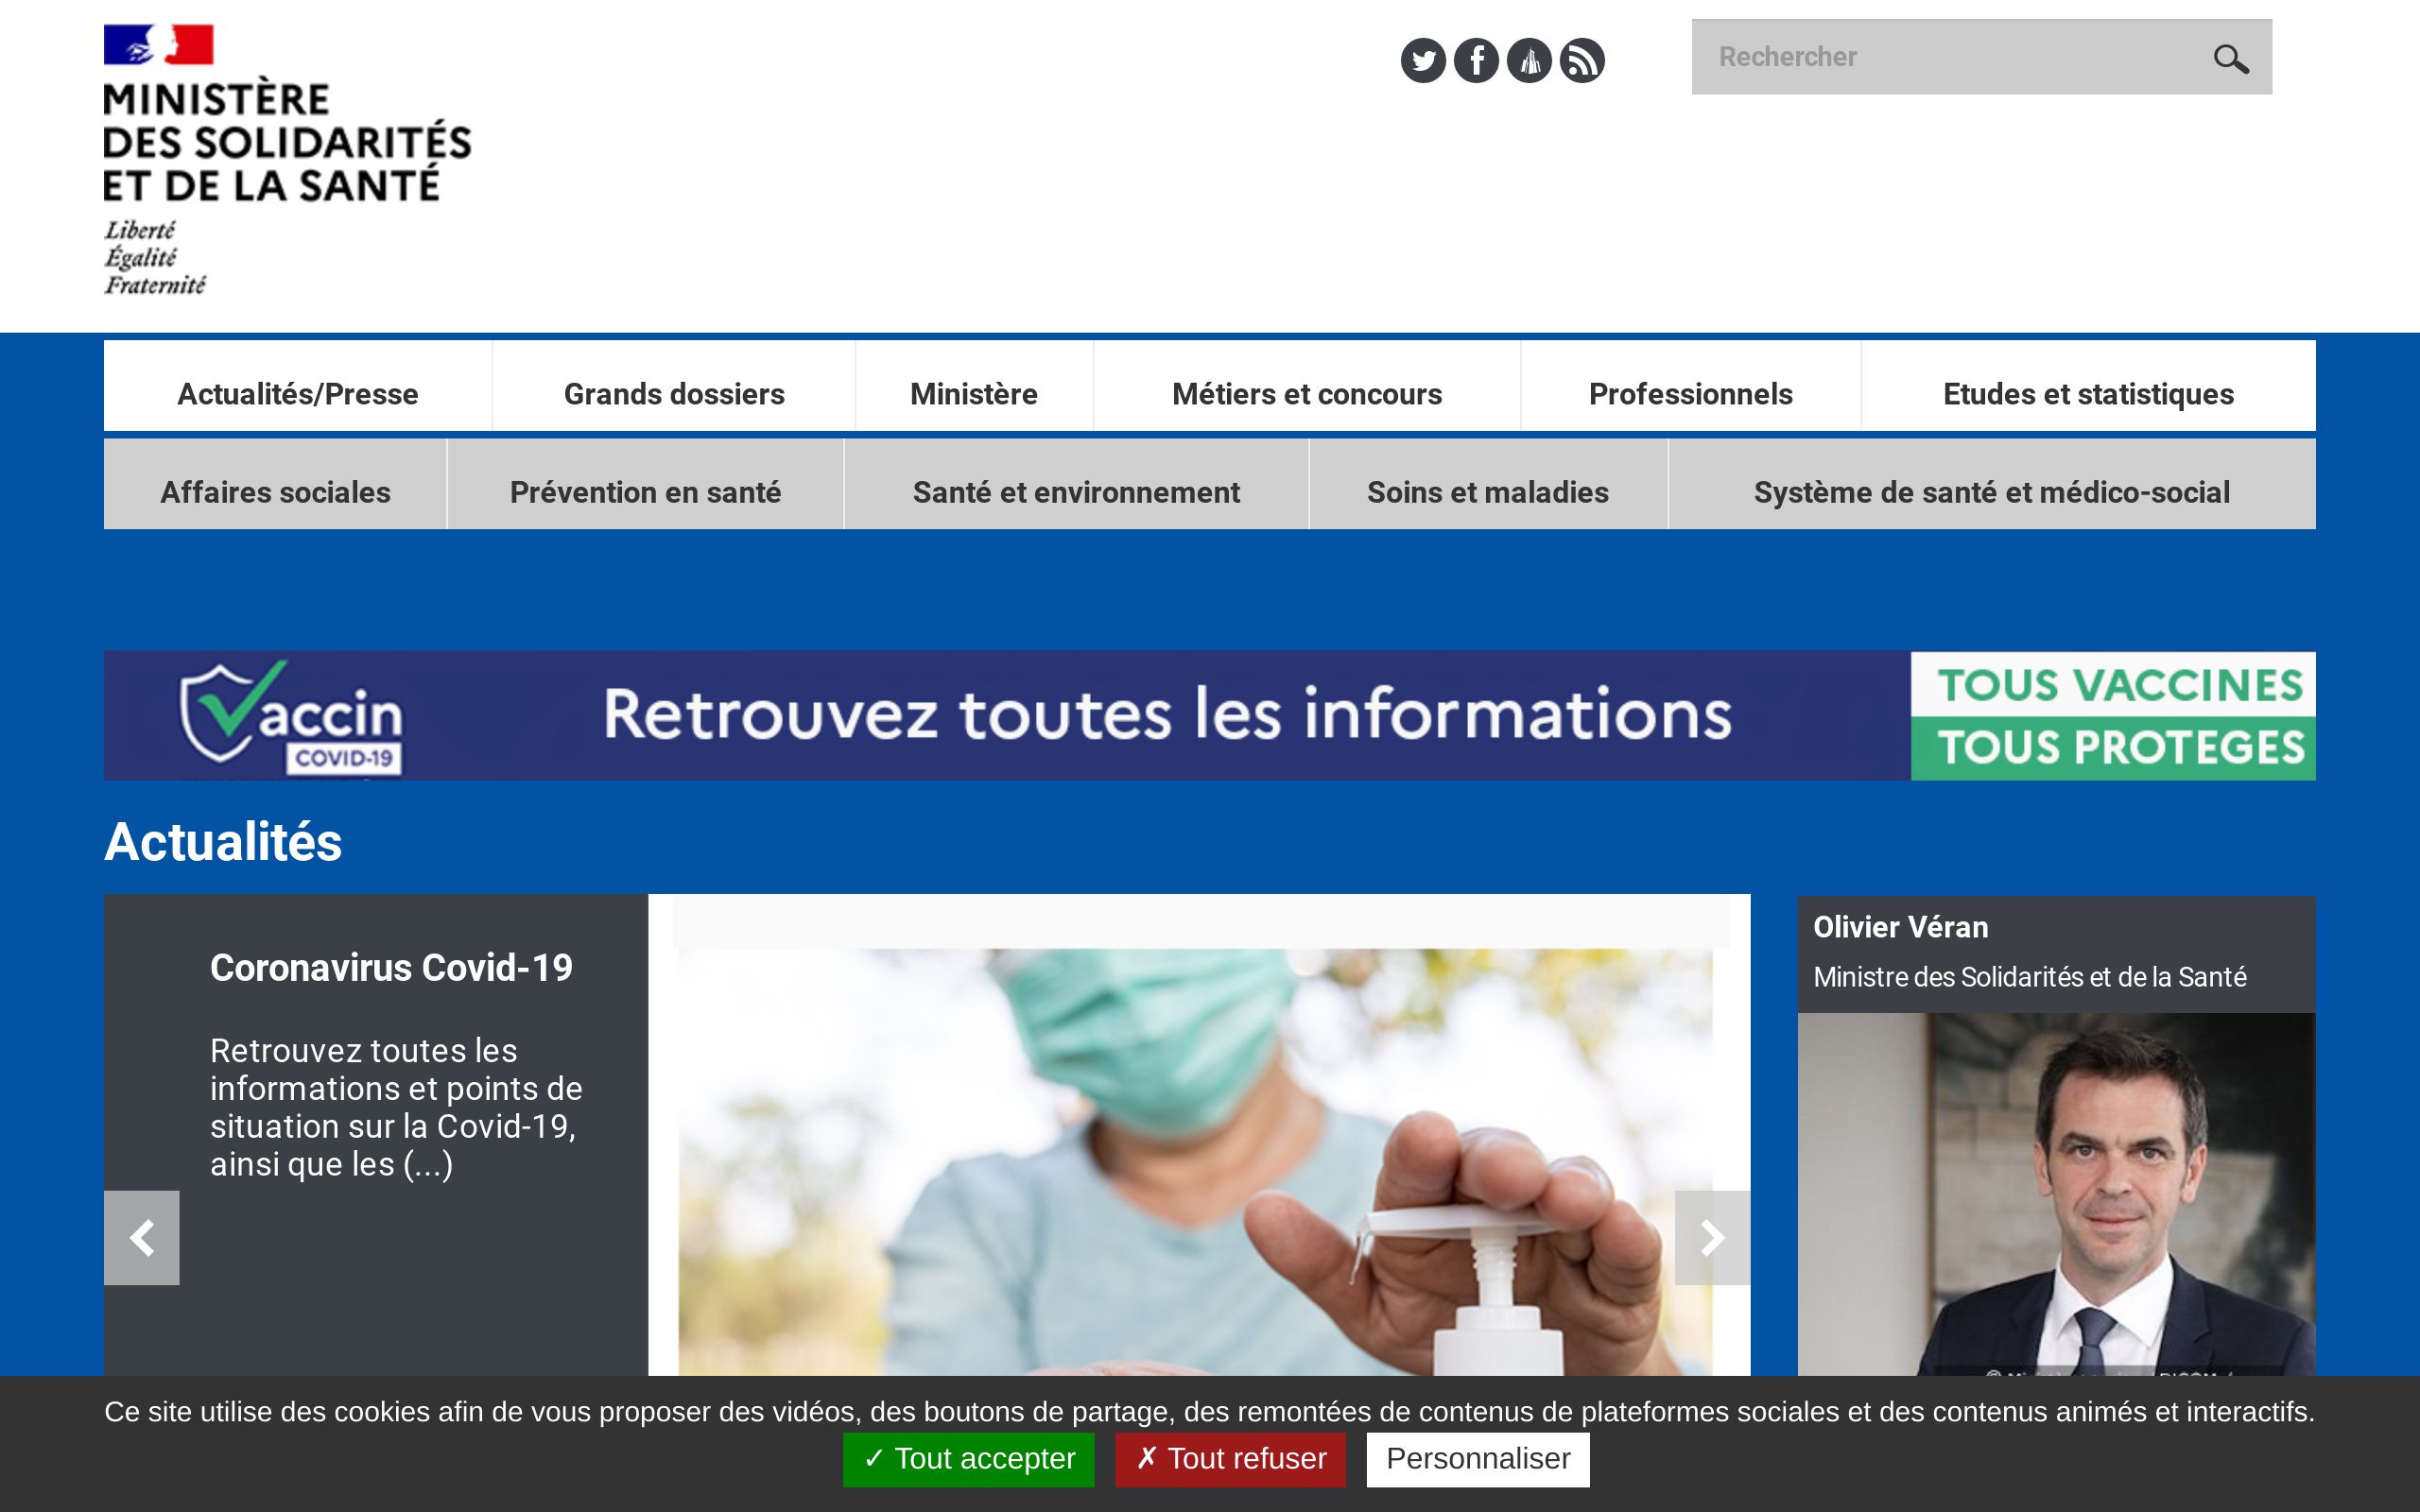 MINISTÈRE
DES SOLIDARITÉS
ET DE LA SANTÉ
Liberté
Égalité
Fraternité
Rechercher
Actualités/Presse
Grands dossiers
Ministère
Métiers et concours
Professionnels
Etudes et statistiques
Affaires sociales
Prévention en santé
Santé et environnement
Soins et maladies
Système de santé et médico-social
Vaccin
COVID-19
Retrouvez toutes les informations
TOUS VACCINES
TOUS PROTEGES
Actualités
Coronavirus Covid-19
Retrouvez toutes les
informations et points de
situation sur la Covid-19,
ainsi que les (...)
Olivier Véran
Ministre des Solidarités et de la Santé
Ce site utilise des cookies afin de vous proposer des vidéos, des boutons de partage, des remontées de contenus de plateformes sociales et des contenus animés et interactifs.
✓ Tout accepter
✗ Tout refuser
Personnaliser